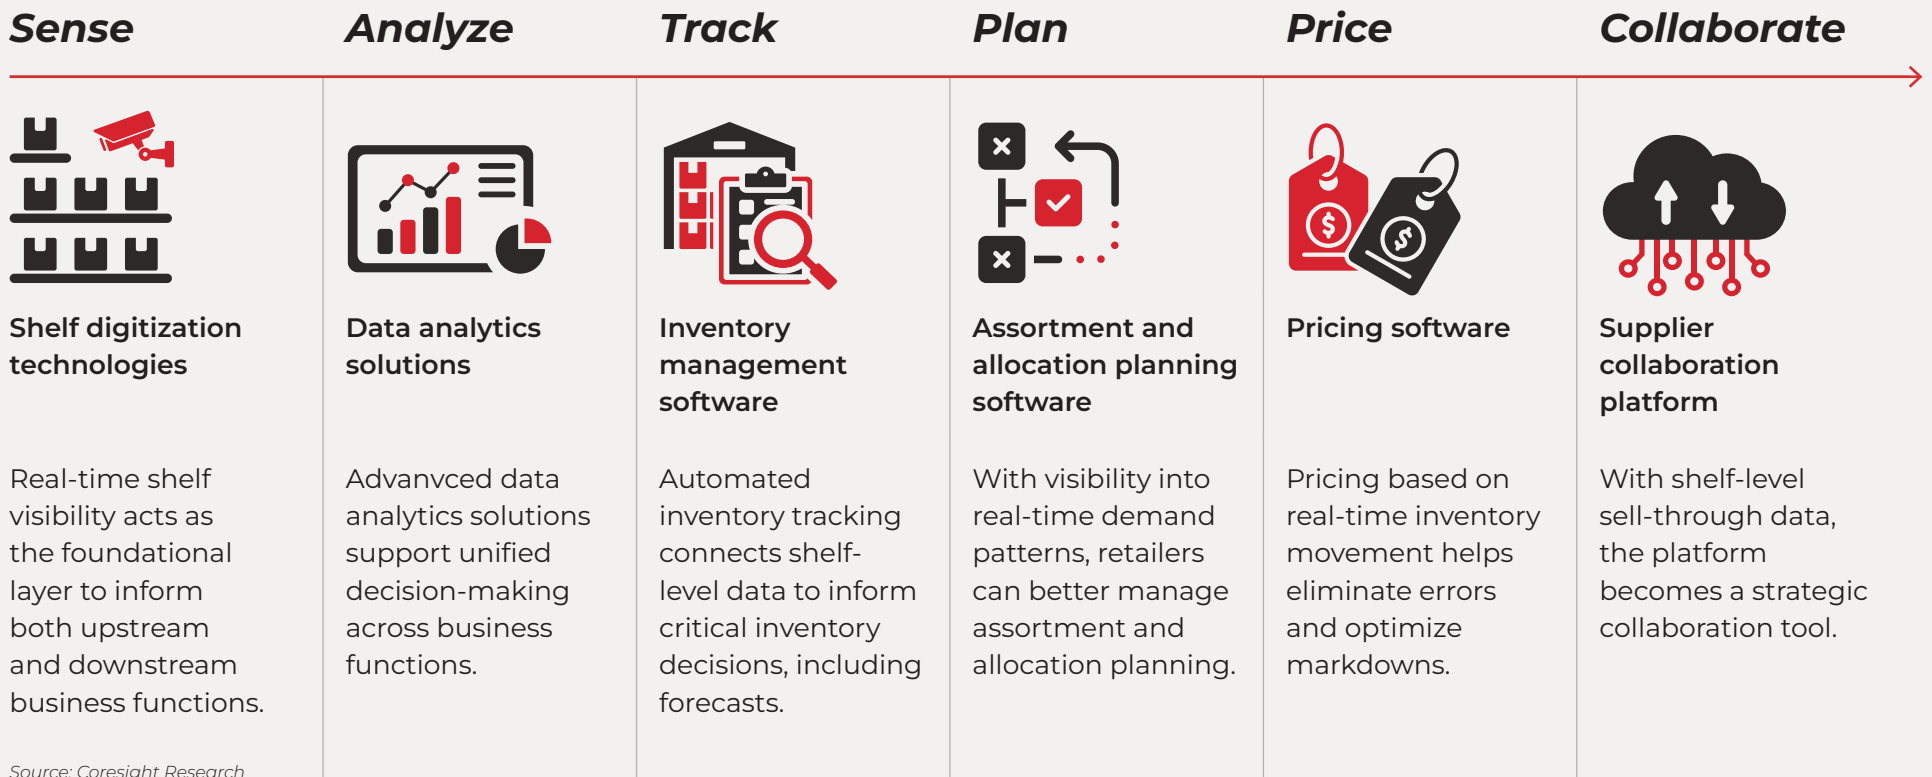 Sense
Analyze
Track
Plan
Price
Collaborate
Shelf digitization
technologies
Real-time shelf
visibility acts as
the foundational
layer to inform
both upstream
and downstream
business functions.
Data analytics
solutions
Advanvced data
analytics solutions
support unified
decision-making
across business
functions.
Inventory
management
software
Automated
inventory tracking
connects shelf-
level data to inform
critical inventory
decisions, including
forecasts.
Assortment and
allocation planning
software
With visibility into
real-time demand
patterns, retailers
can better manage
assortment and
allocation planning.
$
$
Pricing software
Pricing based on
real-time inventory
movement helps
eliminate errors
and optimize
markdowns.
Supplier
collaboration
platform
With shelf-level
sell-through data,
the platform
becomes a strategic
collaboration tool.
Source: Coresight Research